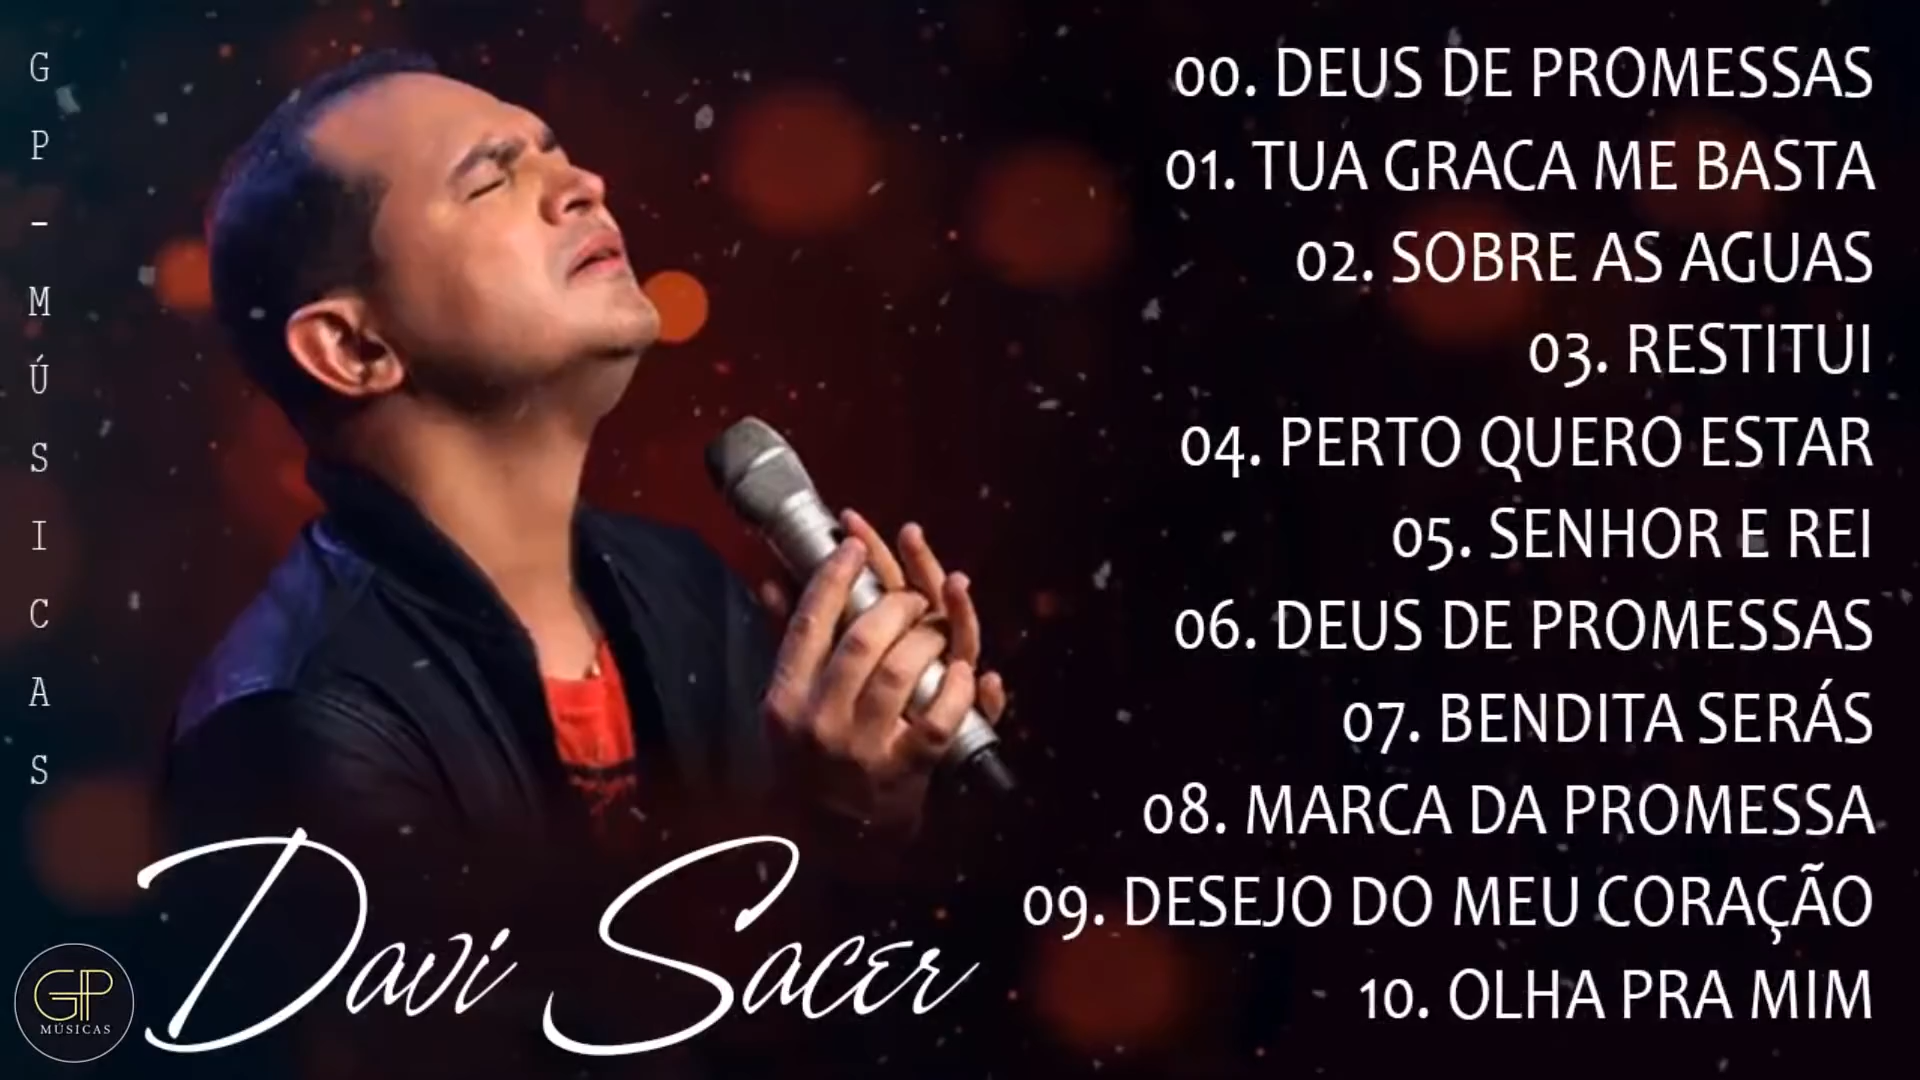 GP-MÚSICAS
00. DEUS DE PROMESSAS
01. TUA GRACA ME BASTA
02. SOBRE AS AGUAS
03. RESTITUI
04. PERTO QUERO ESTAR
05. SENHOR E REI
06. DEUS DE PROMESSAS
07. BENDITA SERÁS
08. MARCA DA PROMESSA
09. DESEJO DO MEU CORAÇÃO
10. OLHA PRA MIM
Davi Sacer
GP
MÚSICAS